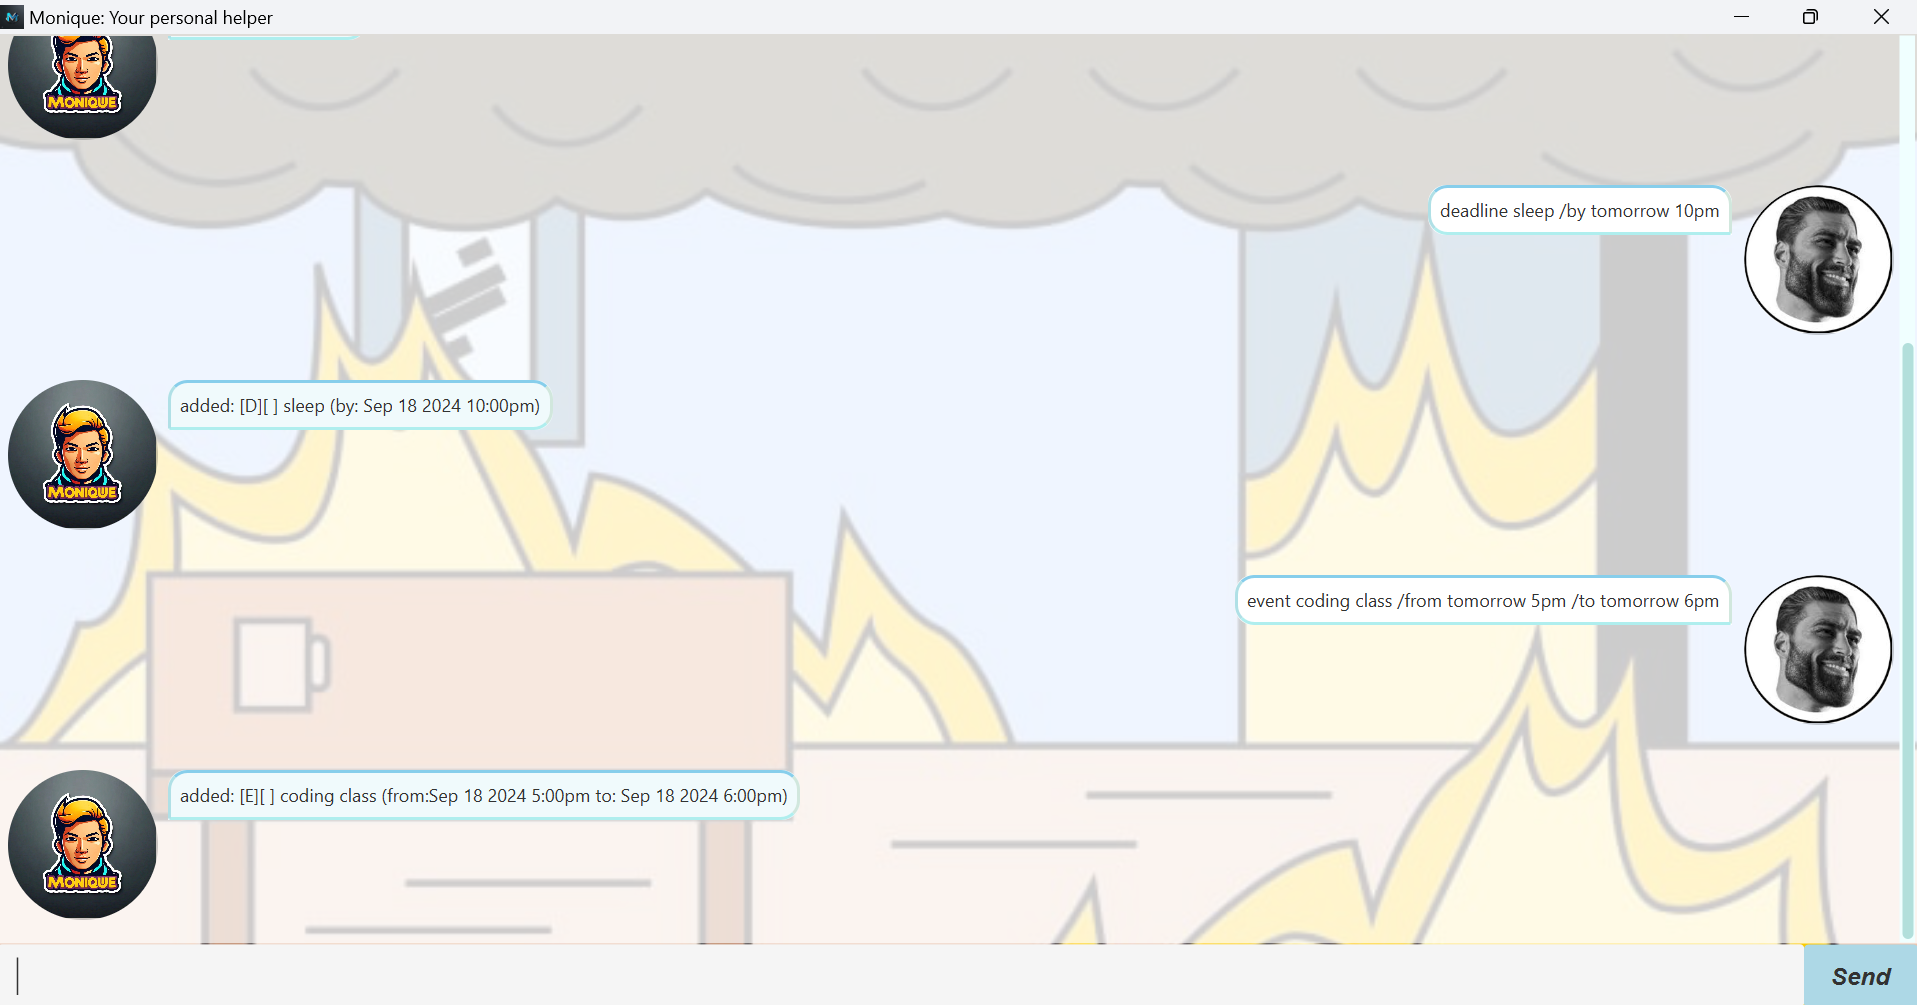 Monique: Your personal helper
MONIQUE
deadline sleep /by tomorrow 10pm
added: [D][ ] sleep (by: Sep 18 2024 10:00pm)
MONIQUE
event coding class /from tomorrow 5pm /to tomorrow 6pm
added: [E][ ] coding class (from:Sep 18 2024 5:00pm to: Sep 18 2024 6:00pm)
MONIQUE
Send